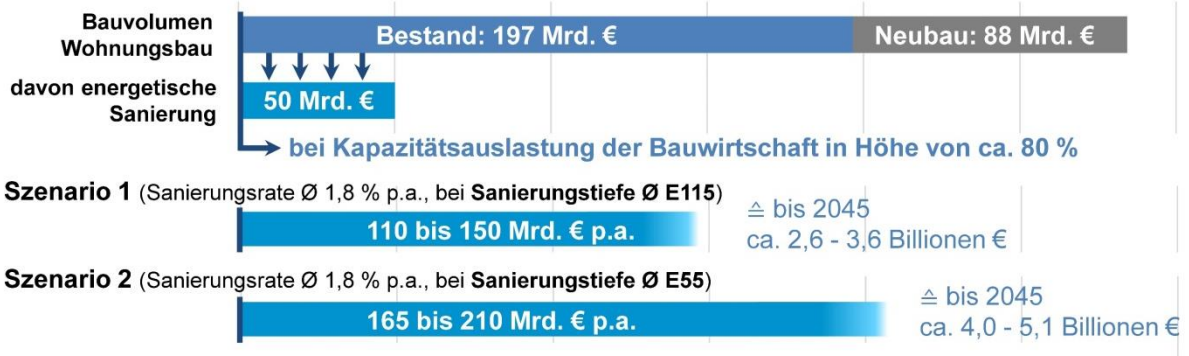 Bauvolumen
Wohnungsbau
Bestand: 197 Mrd. €
Neubau: 88 Mrd. €
davon energetische
Sanierung
50 Mrd. €
bei Kapazitätsauslastung der Bauwirtschaft in Höhe von ca. 80 %
Szenario 1 (Sanierungsrate Ø 1,8 % p.a., bei Sanierungstiefe Ø E115)
110 bis 150 Mrd. € p.a.
≙ bis 2045
ca. 2,6 - 3,6 Billionen €
Szenario 2 (Sanierungsrate Ø 1,8 % p.a., bei Sanierungstiefe Ø E55)
165 bis 210 Mrd. € p.a.
≙ bis 2045
ca. 4,0 - 5,1 Billionen €